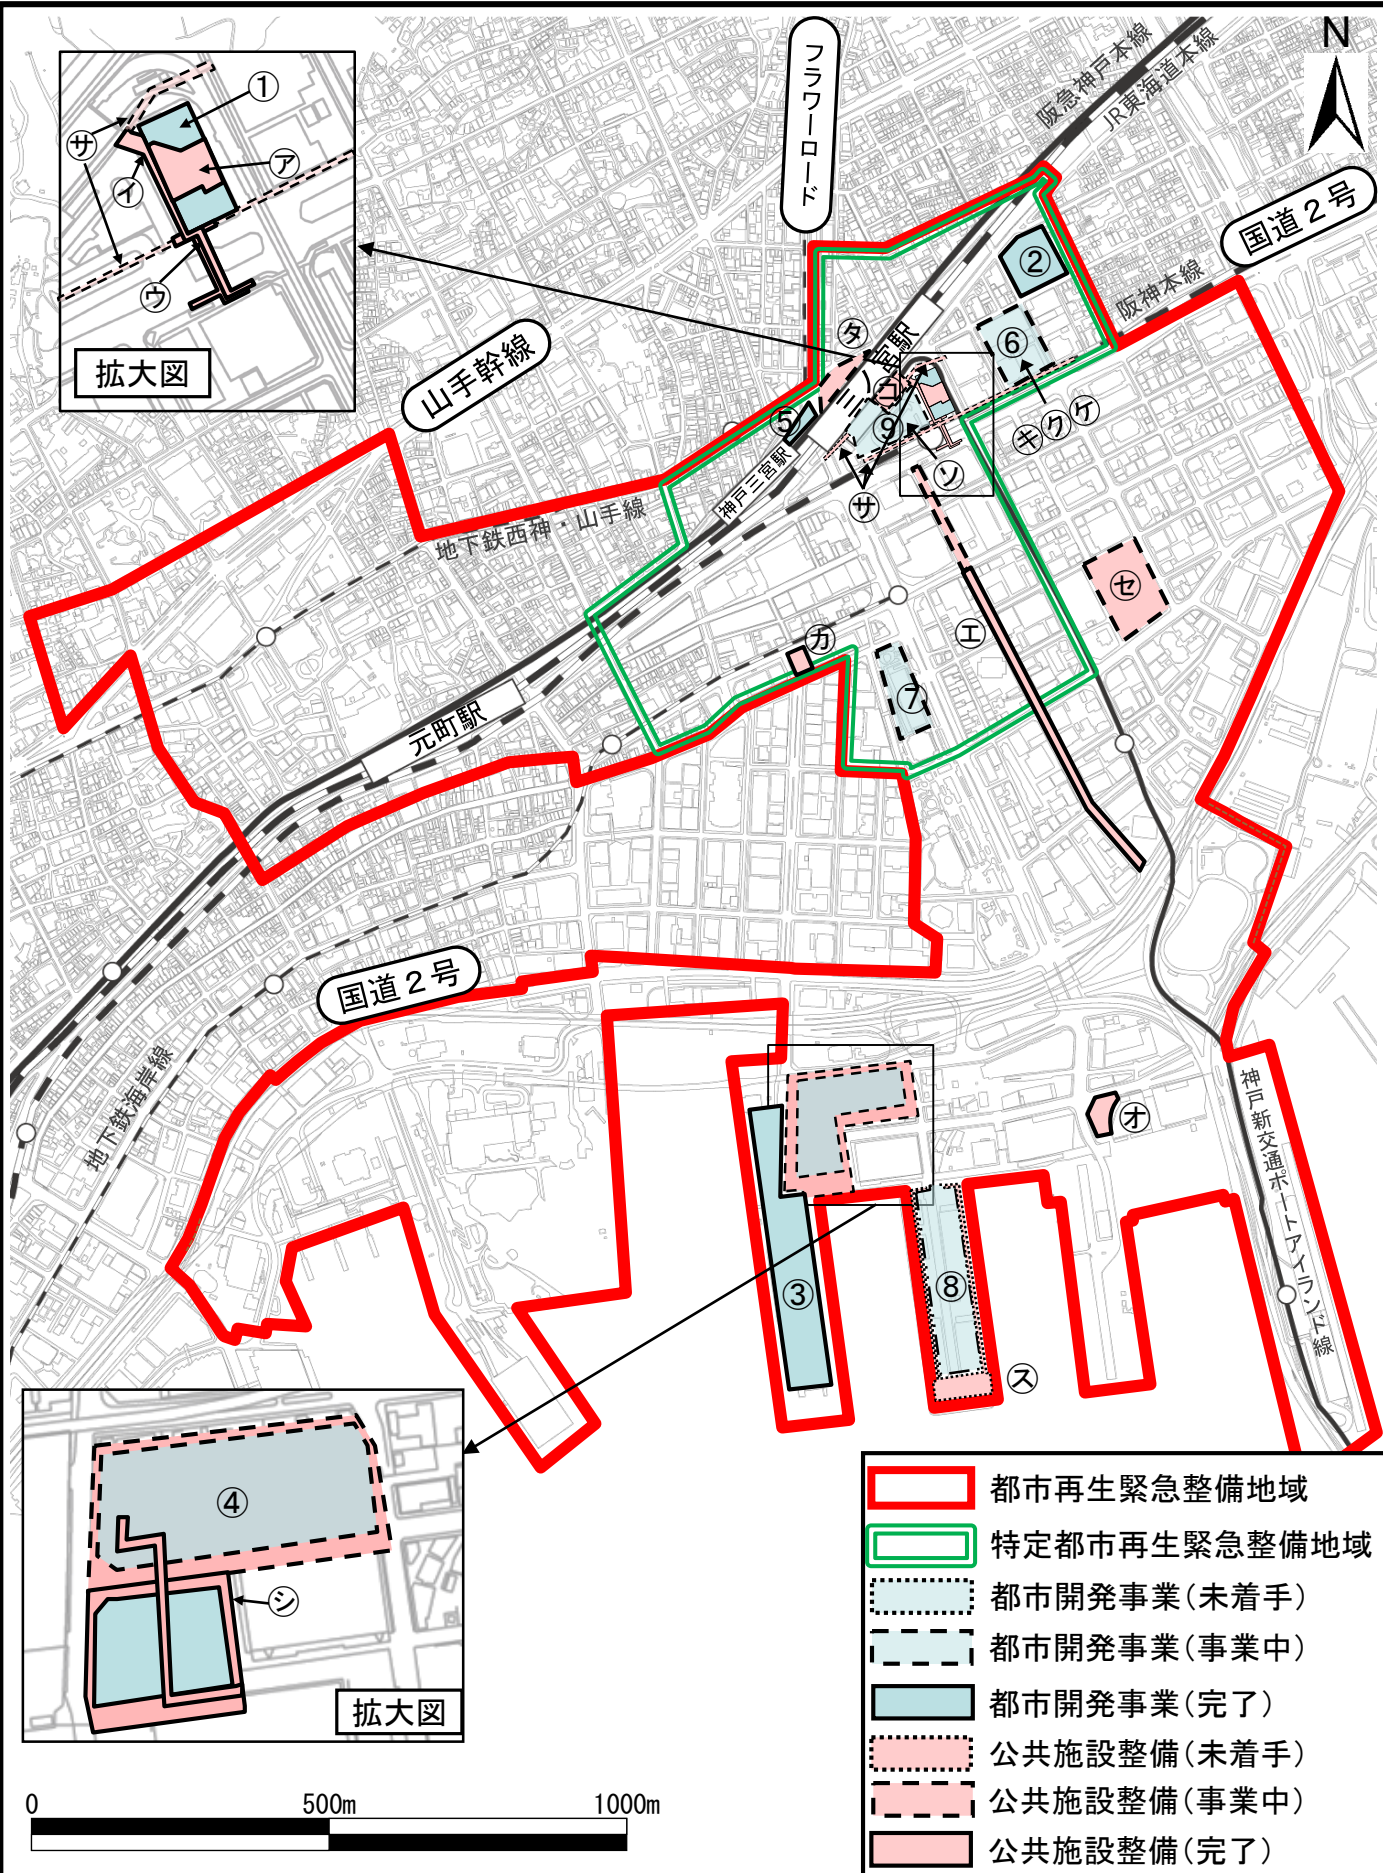 N
フラワーロード
阪急神戸本線
JR東海道本線
国道２号
①
㋚
㋐
㋑
㋒
拡大図
②
阪神本線
山手幹線
⑥
㋟
三ノ宮駅
㋙
⑤
⑨
㋖㋗㋘
㋞
神戸三宮駅
㋚
地下鉄西神・山手線
㋝
㋓
㋕
⑦
元町駅
国道２号
地下鉄海岸線
神戸新交通ポートアイランド線
㋔
③
⑧
㋜
④
㋛
拡大図
都市再生緊急整備地域
特定都市再生緊急整備地域
都市開発事業(未着手)
都市開発事業(事業中)
都市開発事業(完了)
公共施設整備(未着手)
公共施設整備(事業中)
公共施設整備(完了)
0 500m 1000m